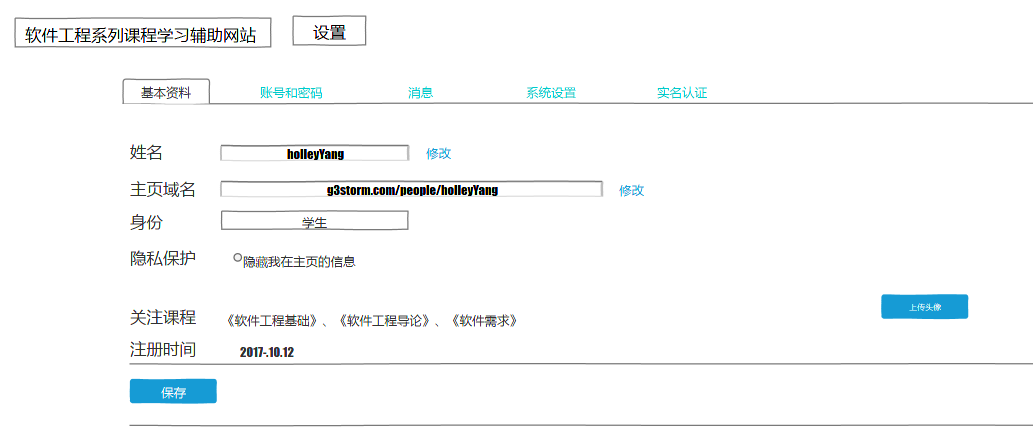 软件工程系列课程学习辅助网站 设置
基本资料 账号和密码 消息 系统设置 实名认证
姓名 holleyYang 修改
主页域名 g3storm.com/people/holleyYang 修改
身份 学生
隐私保护 隐藏我在主页的信息
上传头像
关注课程 《软件工程基础》、《软件工程导论》、《软件需求》
注册时间 2017-.10.12
保存